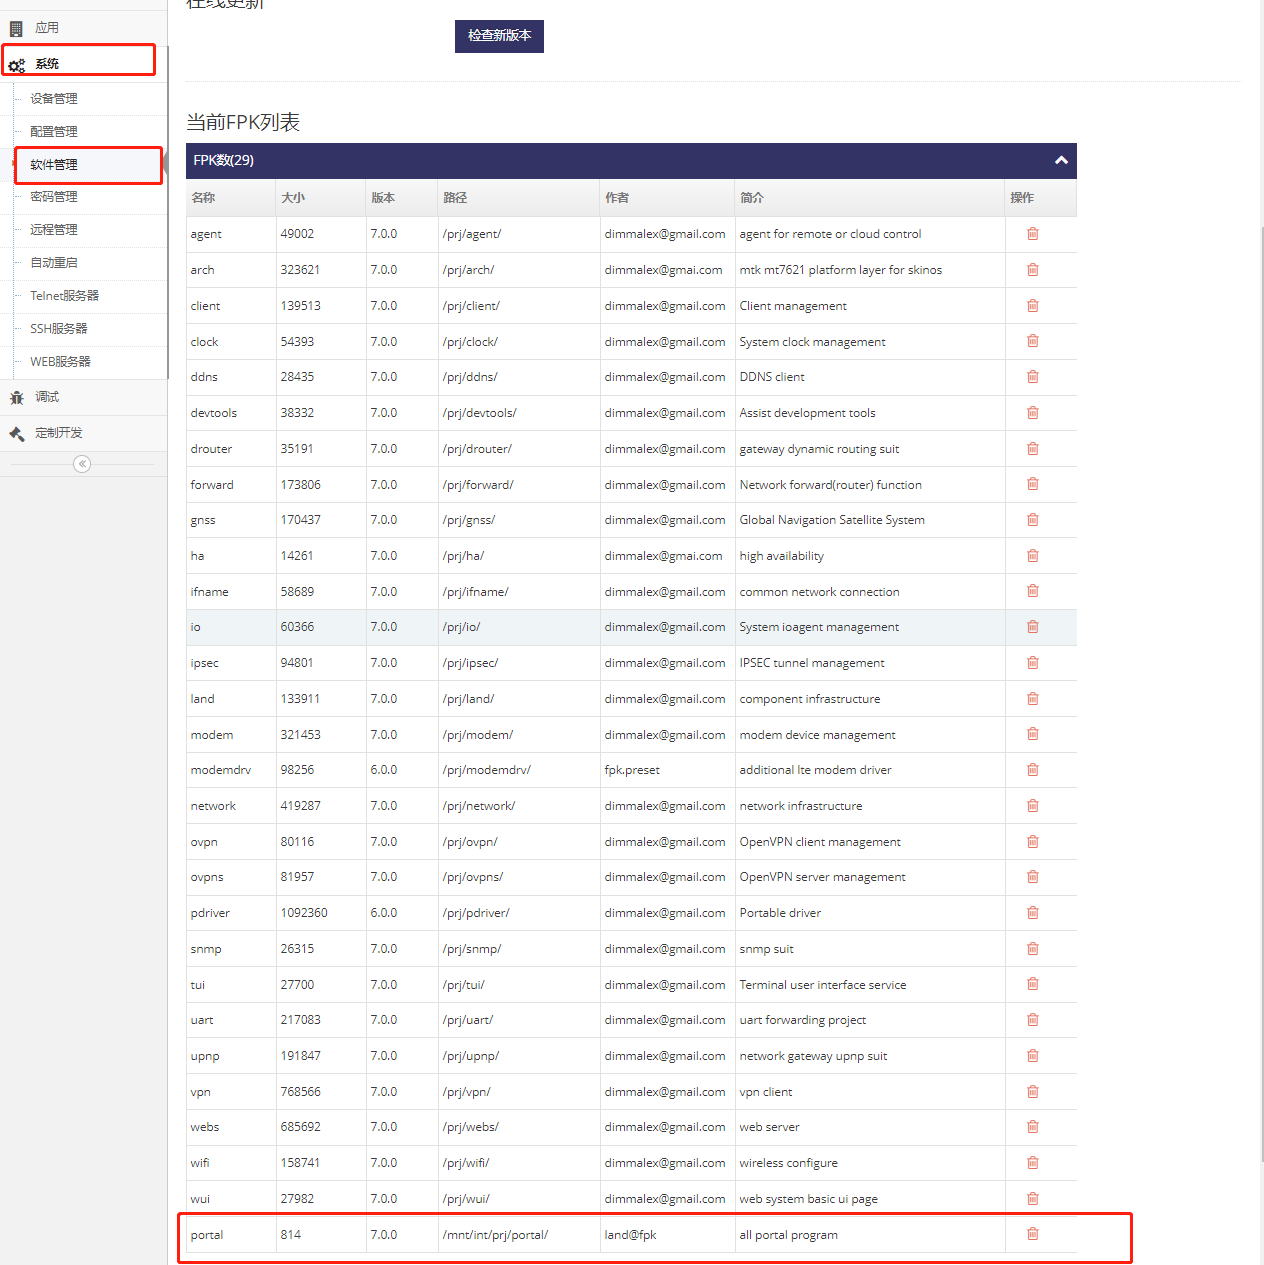 应用
系统
设备管理
配置管理
软件管理
密码管理
远程管理
自动重启
Telnet服务器
SSH服务器
WEB服务器
调试
定制开发
在线更新
检查新版本
当前FPK列表
FPK数(29)
名称 大小 版本 路径 作者 简介 操作
agent 49002 7.0.0 /prj/agent/ dimmalex@gmail.com agent for remote or cloud control
arch 323621 7.0.0 /prj/arch/ dimmalex@gmai.com mtk mt7621 platform layer for skinos
client 139513 7.0.0 /prj/client/ dimmalex@gmail.com Client management
clock 54393 7.0.0 /prj/clock/ dimmalex@gmail.com System clock management
ddns 28435 7.0.0 /prj/ddns/ dimmalex@gmail.com DDNS client
devtools 38332 7.0.0 /prj/devtools/ dimmalex@gmail.com Assist development tools
drouter 35191 7.0.0 /prj/drouter/ dimmalex@gmail.com gateway dynamic routing suit
forward 173806 7.0.0 /prj/forward/ dimmalex@gmail.com Network forward(router) function
gnss 170437 7.0.0 /prj/gnss/ dimmalex@gmail.com Global Navigation Satellite System
ha 14261 7.0.0 /prj/ha/ dimmalex@gmai.com high availability
ifname 58689 7.0.0 /prj/ifname/ dimmalex@gmail.com common network connection
io 60366 7.0.0 /prj/io/ dimmalex@gmail.com System ioagent management
ipsec 94801 7.0.0 /prj/ipsec/ dimmalex@gmail.com IPSEC tunnel management
land 133911 7.0.0 /prj/land/ dimmalex@gmail.com component infrastructure
modem 321453 7.0.0 /prj/modem/ dimmalex@gmail.com modem device management
modemdrv 98256 6.0.0 /prj/modemdrv/ fpk.preset additional lte modem driver
network 419287 7.0.0 /prj/network/ dimmalex@gmail.com network infrastructure
ovpn 80116 7.0.0 /prj/ovpn/ dimmalex@gmail.com OpenVPN client management
ovpns 81957 7.0.0 /prj/ovpns/ dimmalex@gmail.com OpenVPN server management
pdriver 1092360 6.0.0 /prj/pdriver/ dimmalex@gmail.com Portable driver
snmp 26315 7.0.0 /prj/snmp/ dimmalex@gmail.com snmp suit
tui 27700 7.0.0 /prj/tui/ dimmalex@gmail.com Terminal user interface service
uart 217083 7.0.0 /prj/uart/ dimmalex@gmail.com uart forwarding project
upnp 191847 7.0.0 /prj/upnp/ dimmalex@gmail.com network gateway upnp suit
vpn 768566 7.0.0 /prj/vpn/ dimmalex@gmail.com vpn client
webs 685692 7.0.0 /prj/webs/ dimmalex@gmail.com web server
wifi 158741 7.0.0 /prj/wifi/ dimmalex@gmail.com wireless configure
wui 27982 7.0.0 /prj/wui/ dimmalex@gmail.com web system basic ui page
portal 814 7.0.0 /mnt/int/prj/portal/ land@fpk all portal program